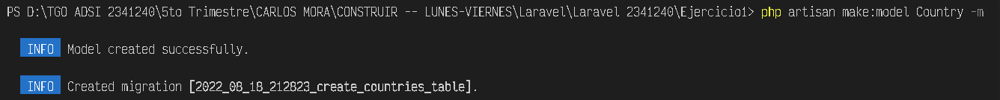 PS D:\TGO ADSI 2341240\5to Trimestre\CARLOS MORA\CONSTRUIR -- LUNES-VIERNES\Laravel\Laravel 2341240\Ejercicio1> php artisan make:model Country -m
INFO Model created successfully.
INFO Created migration [2022_08_18_212823_create_countries_table].